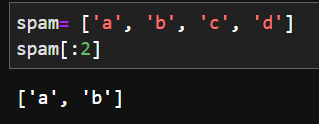 spam= ['a', 'b', 'c', 'd']
spam[:2]
['a', 'b']